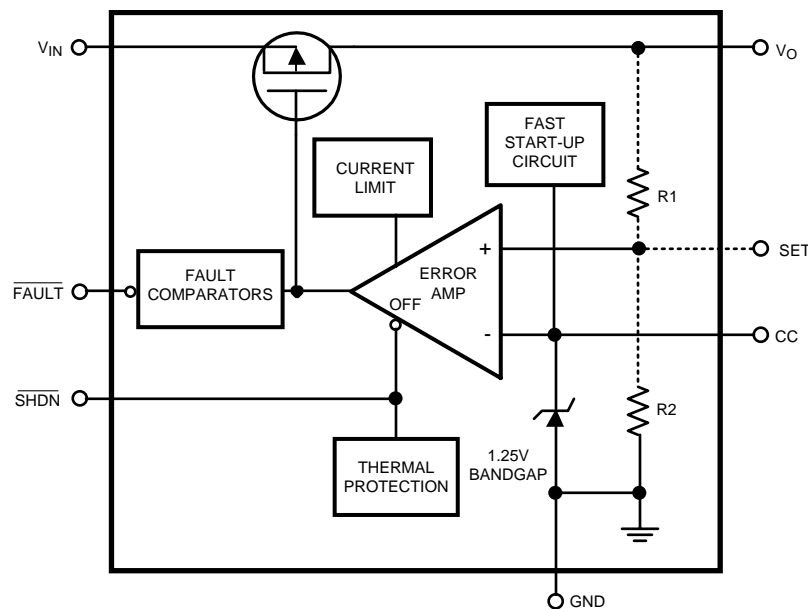 VIN
VO
FAST
START-UP
CIRCUIT
CURRENT
LIMIT
R1
+
SET
ERROR
AMP
FAULT
COMPARATORS
FAULT
OFF
-
CC
SHDN
R2
1.25V
BANDGAP
THERMAL
PROTECTION
GND